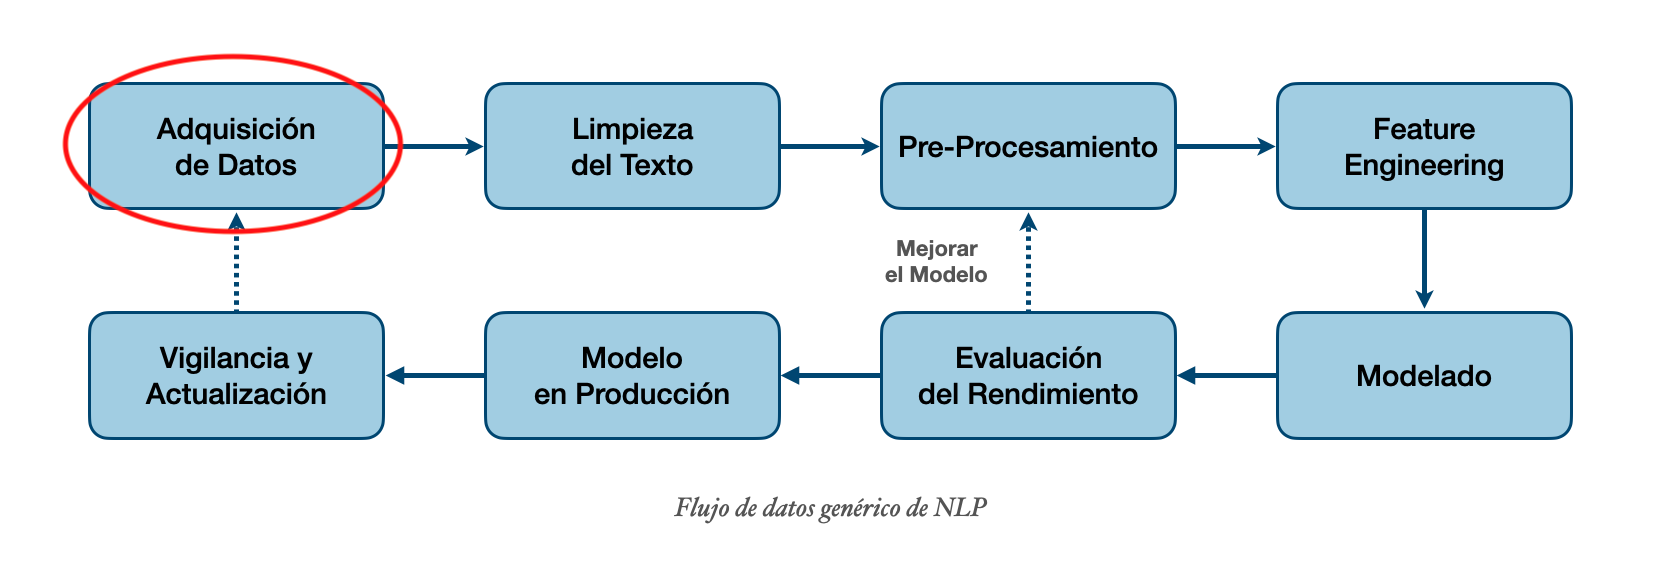 Adquisición
de Datos
Limpieza
del Texto
Pre-Procesamiento
Feature
Engineering
Mejorar
el Modelo
Vigilancia y
Actualización
Modelo
en Producción
Evaluación
del Rendimiento
Modelado
Flujo de datos genérico de NLP